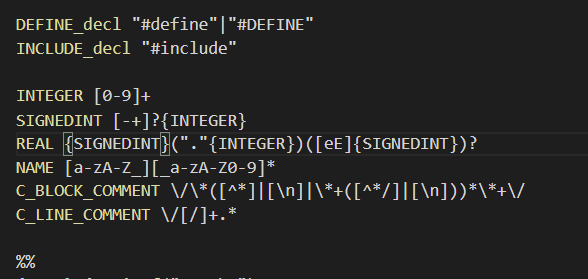 DEFINE_decl "#define"|"#DEFINE"
INCLUDE_decl "#include"
INTEGER [0-9]+
SIGNEDINT [-+]?{INTEGER}
REAL {SIGNEDINT}("."{INTEGER})([eE]{SIGNEDINT})?
NAME [a-zA-Z_][_a-zA-Z0-9]*
C_BLOCK_COMMENT \/\*([^*]|[\n]|\*+([^*/]|[\n]))*\*+\/
C_LINE_COMMENT \/[/]+.*
%%